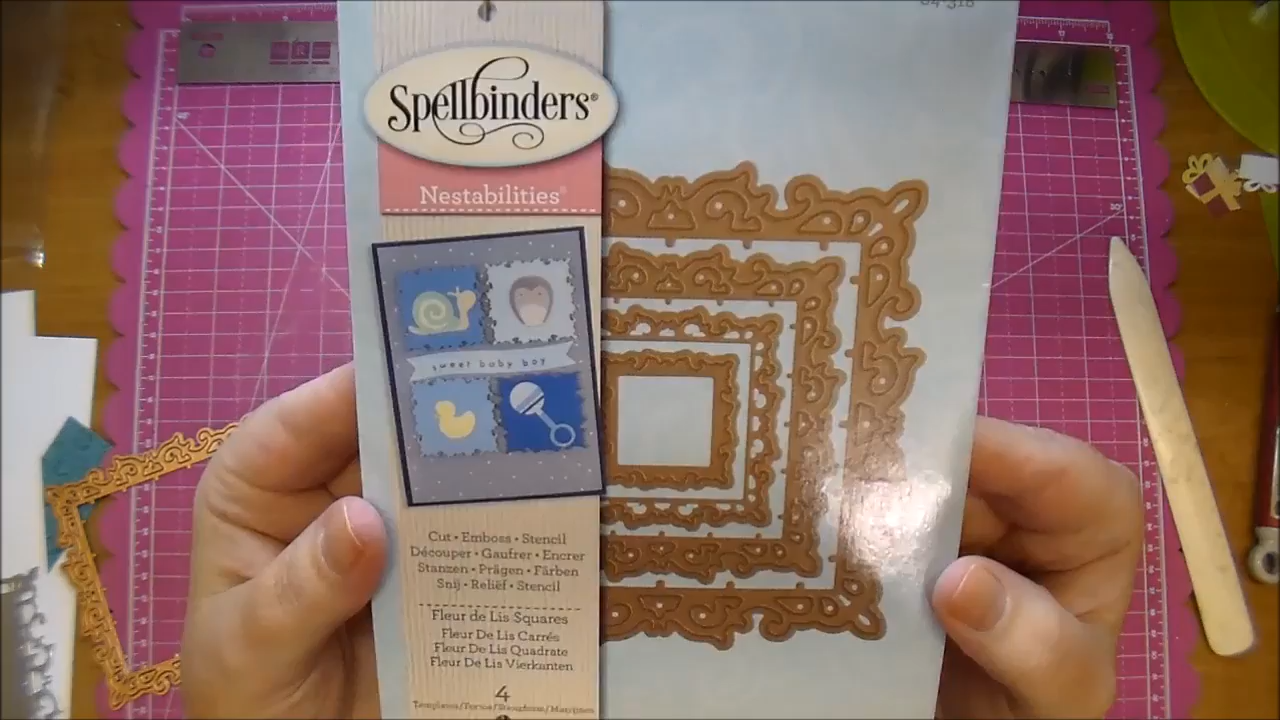 Spellbinders®
Nestabilities®
sweet baby boy
Cut • Emboss • Stencil
Découper • Gaufrer • Encrer
Stanzen • Prägen • Färben
Snij • Reliëf • Stencil
Fleur de Lis Squares
Fleur De Lis Carrés
Fleur De Lis Quadrate
Fleur De Lis Vierkanten
4